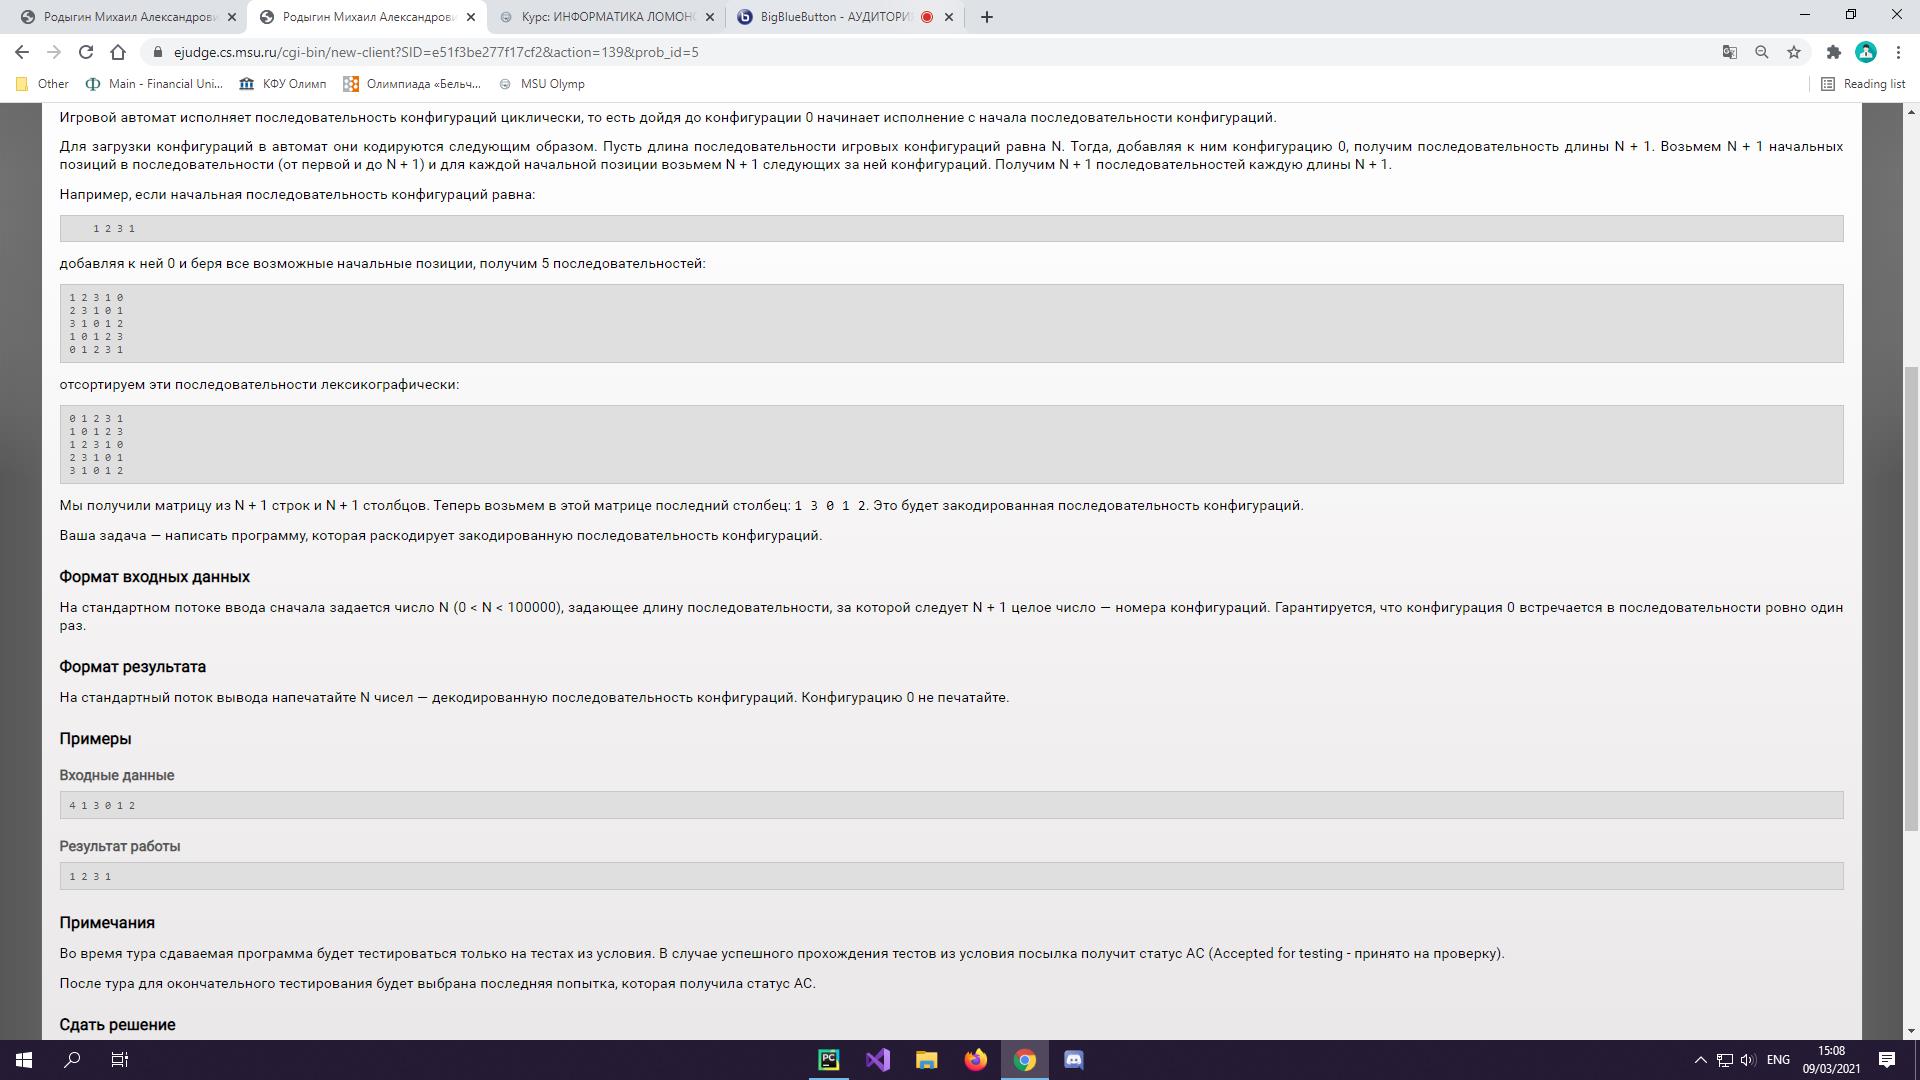 Родыгин Михаил Александрови
Родыгин Михаил Александрови
Курс: ИНФОРМАТИКА ЛОМОНО
BigBlueButton - АУДИТОРИ
ejudge.cs.msu.ru/cgi-bin/new-client?SID=e51f3be277f17cf2&action=139&prob_id=5
Other
Main - Financial Uni...
КФУ Олимп
Олимпиада «Бельч...
MSU Olymp
Reading list
Игровой автомат исполняет последовательность конфигураций циклически, то есть дойдя до конфигурации 0 начинает исполнение с начала последовательности конфигураций.
Для загрузки конфигураций в автомат они кодируются следующим образом. Пусть длина последовательности игровых конфигураций равна N. Тогда, добавляя к ним конфигурацию 0, получим последовательность длины N + 1. Возьмем N + 1 начальных
позиций в последовательности (от первой и до N + 1) и для каждой начальной позиции возьмем N + 1 следующих за ней конфигураций. Получим N + 1 последовательностей каждую длины N + 1.
Например, если начальная последовательность конфигураций равна:
1 2 3 1
добавляя к ней 0 и беря все возможные начальные позиции, получим 5 последовательностей:
1 2 3 1 0
2 3 1 0 1
3 1 0 1 2
1 0 1 2 3
0 1 2 3 1
отсортируем эти последовательности лексикографически:
0 1 2 3 1
1 0 1 2 3
1 2 3 1 0
2 3 1 0 1
3 1 0 1 2
Мы получили матрицу из N + 1 строк и N + 1 столбцов. Теперь возьмем в этой матрице последний столбец: 1 3 0 1 2. Это будет закодированная последовательность конфигураций.
Ваша задача — написать программу, которая раскодирует закодированную последовательность конфигураций.
Формат входных данных
На стандартном потоке ввода сначала задается число N (0 < N < 100000), задающее длину последовательности, за которой следует N + 1 целое число — номера конфигураций. Гарантируется, что конфигурация 0 встречается в последовательности ровно один
раз.
Формат результата
На стандартный поток вывода напечатайте N чисел — декодированную последовательность конфигураций. Конфигурацию 0 не печатайте.
Примеры
Входные данные
4 1 3 0 1 2
Результат работы
1 2 3 1
Примечания
Во время тура сдаваемая программа будет тестироваться только на тестах из условия. В случае успешного прохождения тестов из условия посылка получит статус AC (Accepted for testing - принято на проверку).
После тура для окончательного тестирования будет выбрана последняя попытка, которая получила статус AC.
Сдать решение
PC
ENG
15:08
09/03/2021